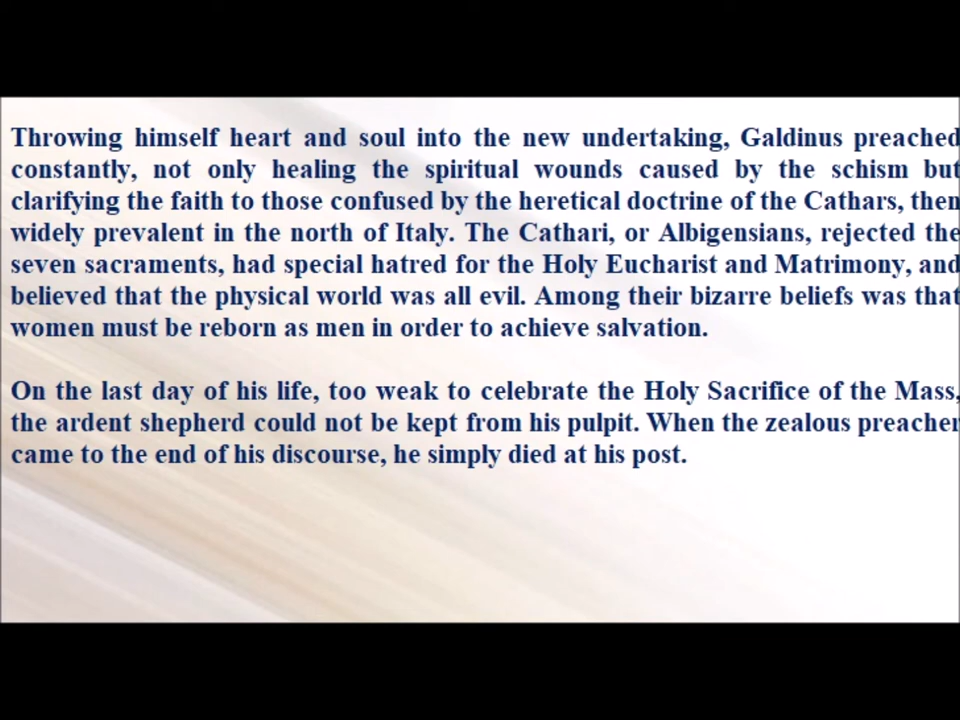 Throwing himself heart and soul into the new undertaking, Galdinus preached
constantly, not only healing the spiritual wounds caused by the schism but
clarifying the faith to those confused by the heretical doctrine of the Cathars, then
widely prevalent in the north of Italy. The Cathari, or Albigensians, rejected the
seven sacraments, had special hatred for the Holy Eucharist and Matrimony, and
believed that the physical world was all evil. Among their bizarre beliefs was that
women must be reborn as men in order to achieve salvation.
On the last day of his life, too weak to celebrate the Holy Sacrifice of the Mass,
the ardent shepherd could not be kept from his pulpit. When the zealous preacher
came to the end of his discourse, he simply died at his post.